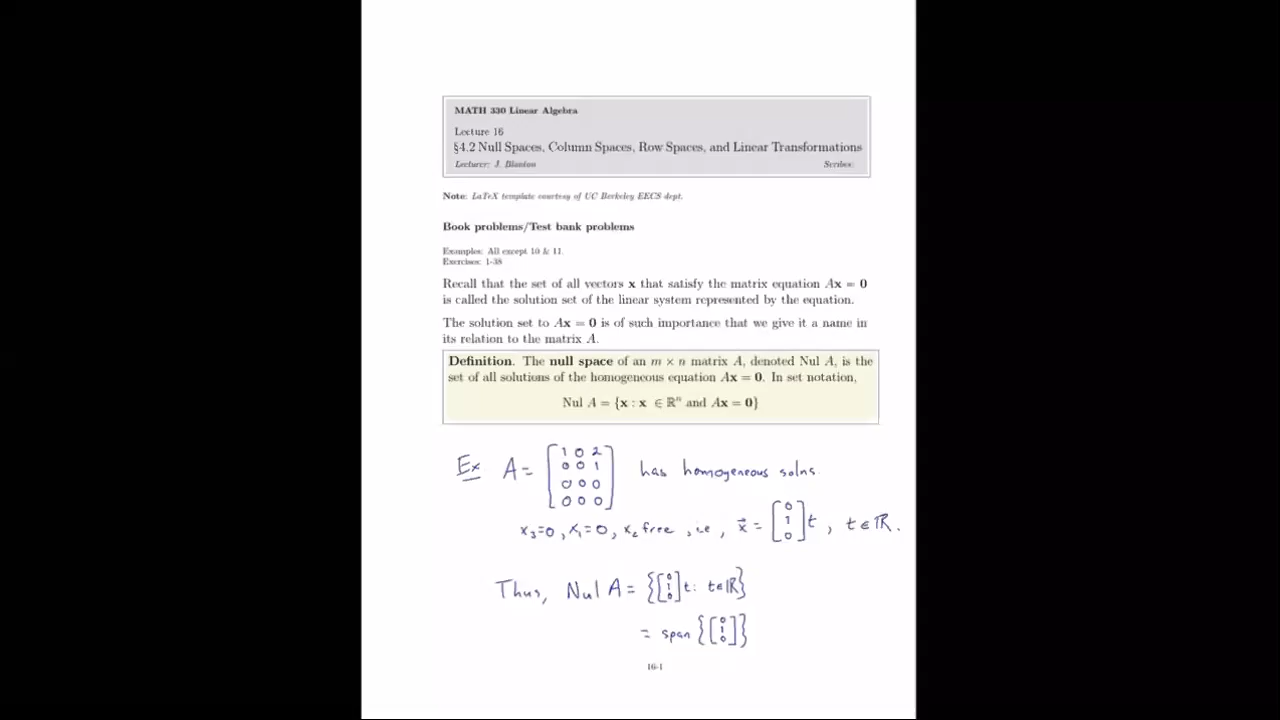 MATH 330 Linear Algebra
Lecture 16
§4.2 Null Spaces, Column Spaces, Row Spaces, and Linear Transformations
Lecturer: J. Blanton Scribes:
Note: LaTeX template courtesy of UC Berkeley EECS dept.
Book problems/Test bank problems
Examples: All except 10 & 11.
Exercises: 1-38
Recall that the set of all vectors x that satisfy the matrix equation Ax = 0
is called the solution set of the linear system represented by the equation.
The solution set to Ax = 0 is of such importance that we give it a name in
its relation to the matrix A.
Definition. The null space of an m × n matrix A, denoted Nul A, is the
set of all solutions of the homogeneous equation Ax = 0. In set notation,
Nul A = {x : x ∈ ℝⁿ and Ax = 0}
Ex A = [1 0 2
0 0 1
0 0 0
0 0 0] has homogeneous solns.
x₃=0, x₁=0, x₂ free, i.e, x⃗ = [0 1 0] t, t ∈ ℝ.
Thus, Nul A = {[0 1 0] t: t∈ℝ}
= span {[0 1 0]}
16-1